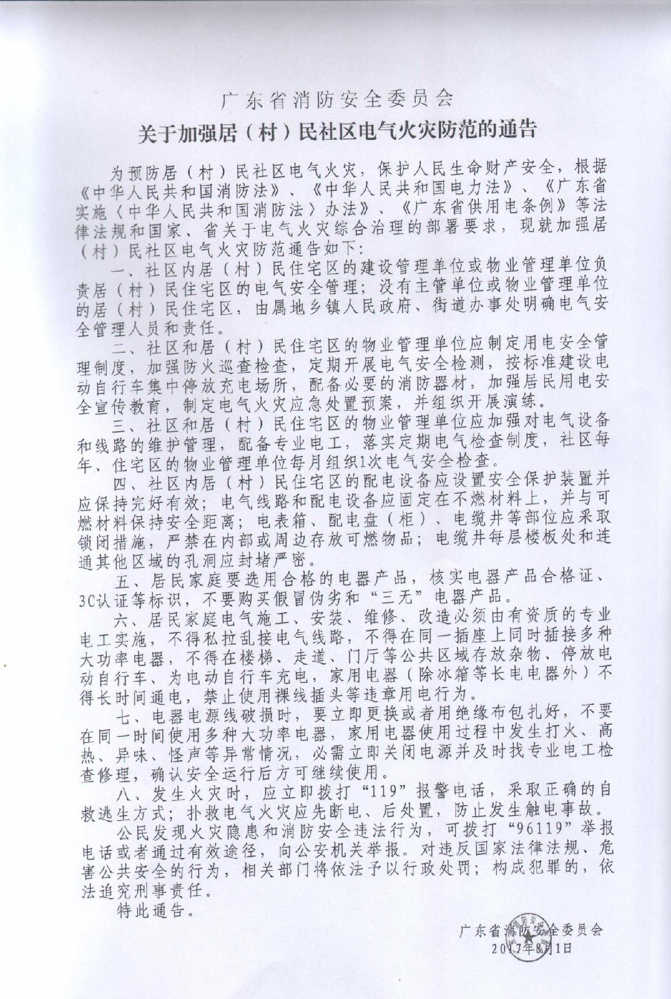 广东省消防安全委员会
关于加强居（村）民社区电气火灾防范的通告
为预防居（村）民社区电气火灾，保护人民生命财产安全，根据
《中华人民共和国消防法》、《中华人民共和国电力法》、《广东省
实施〈中华人民共和国消防法〉办法》、《广东省供用电条例》等法
律法规和国家、省关于电气火灾综合治理的部署要求，现就加强居
（村）民社区电气火灾防范通告如下：
一、社区内居（村）民住宅区的建设管理单位或物业管理单位负
责居（村）民住宅区的电气安全管理；没有主管单位或物业管理单位
的居（村）民住宅区，由属地乡镇人民政府、街道办事处明确电气安
全管理人员和责任。
二、社区和居（村）民住宅区的物业管理单位应制定用电安全管
理制度，加强防火巡查检查，定期开展电气安全检测，按标准建设电
动自行车集中停放充电场所，配备必要的消防器材，加强居民用电安
全宣传教育，制定电气火灾应急处置预案，并组织开展演练。
三、社区和居（村）民住宅区的物业管理单位应加强对电气设备
和线路的维护管理，配备专业电工，落实定期电气检查制度，社区每
年、住宅区的物业管理单位每月组织1次电气安全检查。
四、社区内居（村）民住宅区的配电设备应设置安全保护装置并
应保持完好有效；电气线路和配电设备应固定在不燃材料上，并与可
燃材料保持安全距离；电表箱、配电盘（柜）、电缆井等部位应采取
锁闭措施，严禁在内部或周边存放可燃物品；电缆井每层楼板处和连
通其他区域的孔洞应封堵严密。
五、居民家庭要选用合格的电器产品，核实电器产品合格证、
3C认证等标识，不要购买假冒伪劣和“三无”电器产品。
六、居民家庭电气施工、安装、维修、改造必须由有资质的专业
电工实施，不得私拉乱接电气线路，不得在同一插座上同时插接多种
大功率电器，不得在楼梯、走道、门厅等公共区域存放杂物、停放电
动自行车、为电动自行车充电，家用电器（除冰箱等长电电器外）不
得长时间通电，禁止使用裸线插头等违章用电行为。
七、电器电源线破损时，要立即更换或者用绝缘布包扎好，不要
在同一时间使用多种大功率电器，家用电器使用过程中发生打火、高
热、异味、怪声等异常情况，必需立即关闭电源并及时找专业电工检
查修理，确认安全运行后方可继续使用。
八、发生火灾时，应立即拨打“119”报警电话，采取正确的自
救逃生方式；扑救电气火灾应先断电、后处置，防止发生触电事故。
公民发现火灾隐患和消防安全违法行为，可拨打“96119”举报
电话或者通过有效途径，向公安机关举报。对违反国家法律法规、危
害公共安全的行为，相关部门将依法予以行政处罚；构成犯罪的，依
法追究刑事责任。
特此通告。
广东省消防安全委员会
2017年8月1日